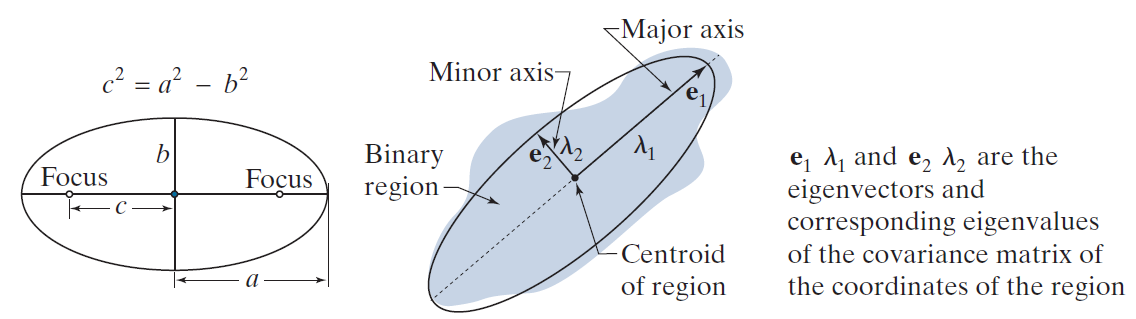 c² = a² − b²
b
Focus
Focus
c
a
Major axis
Minor axis
e₁
Binary
region
e₂
λ₂
λ₁
Centroid
of region
e₁ λ₁ and e₂ λ₂ are the
eigenvectors and
corresponding eigenvalues
of the covariance matrix of
the coordinates of the region